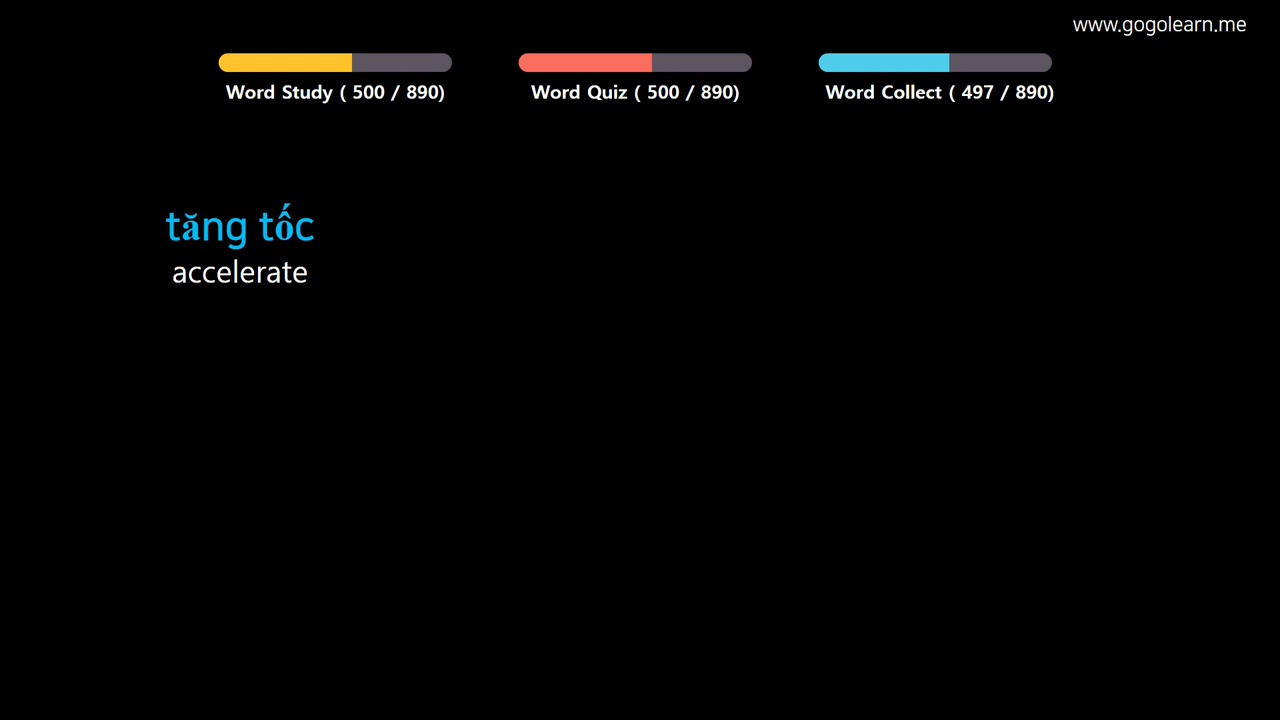 www.gogolearn.me
Word Study ( 500 / 890)
Word Quiz ( 500 / 890)
Word Collect ( 497 / 890)
tăng tốc
accelerate